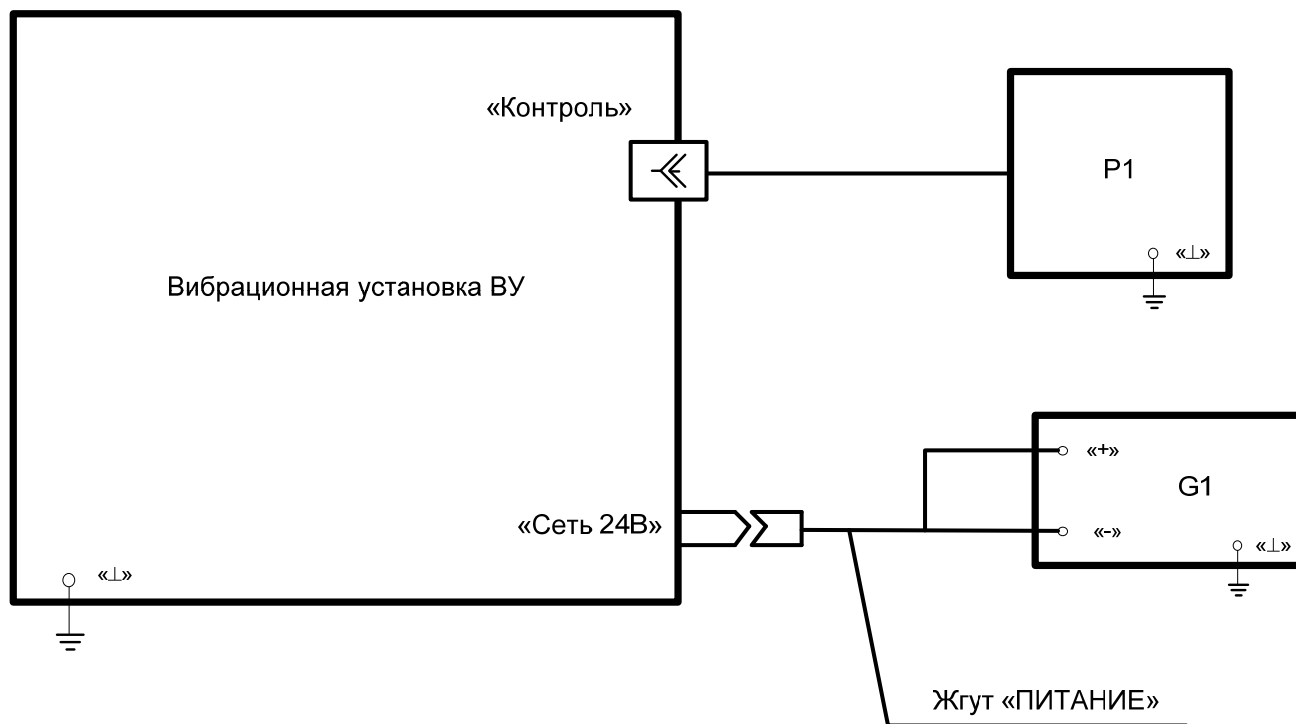 «Контроль»
P1
«⊥»
Вибрационная установка ВУ
«+»
G1
«Сеть 24В»
«-»
«⊥»
«⊥»
Жгут «ПИТАНИЕ»